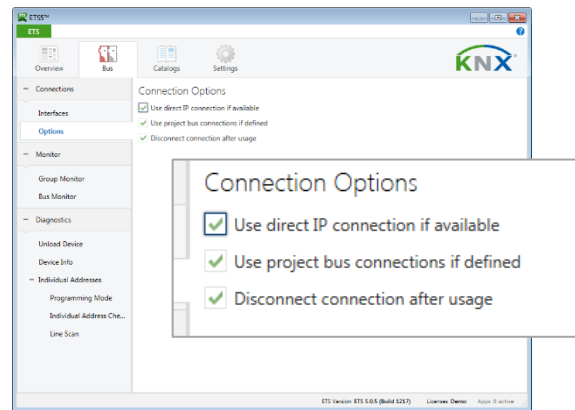 ETS5™
ETS
Overview
Bus
Catalogs
Settings
KNX
Connections
Interfaces
Options
Monitor
Group Monitor
Bus Monitor
Diagnostics
Unload Device
Device Info
Individual Addresses
Programming Mode
Individual Address Che...
Line Scan
Connection Options
Use direct IP connection if available
Use project bus connections if defined
Disconnect connection after usage
Connection Options
Use direct IP connection if available
Use project bus connections if defined
Disconnect connection after usage
ETS Version ETS 5.0.5 (Build 1217) Licenses Demo Apps 0 active